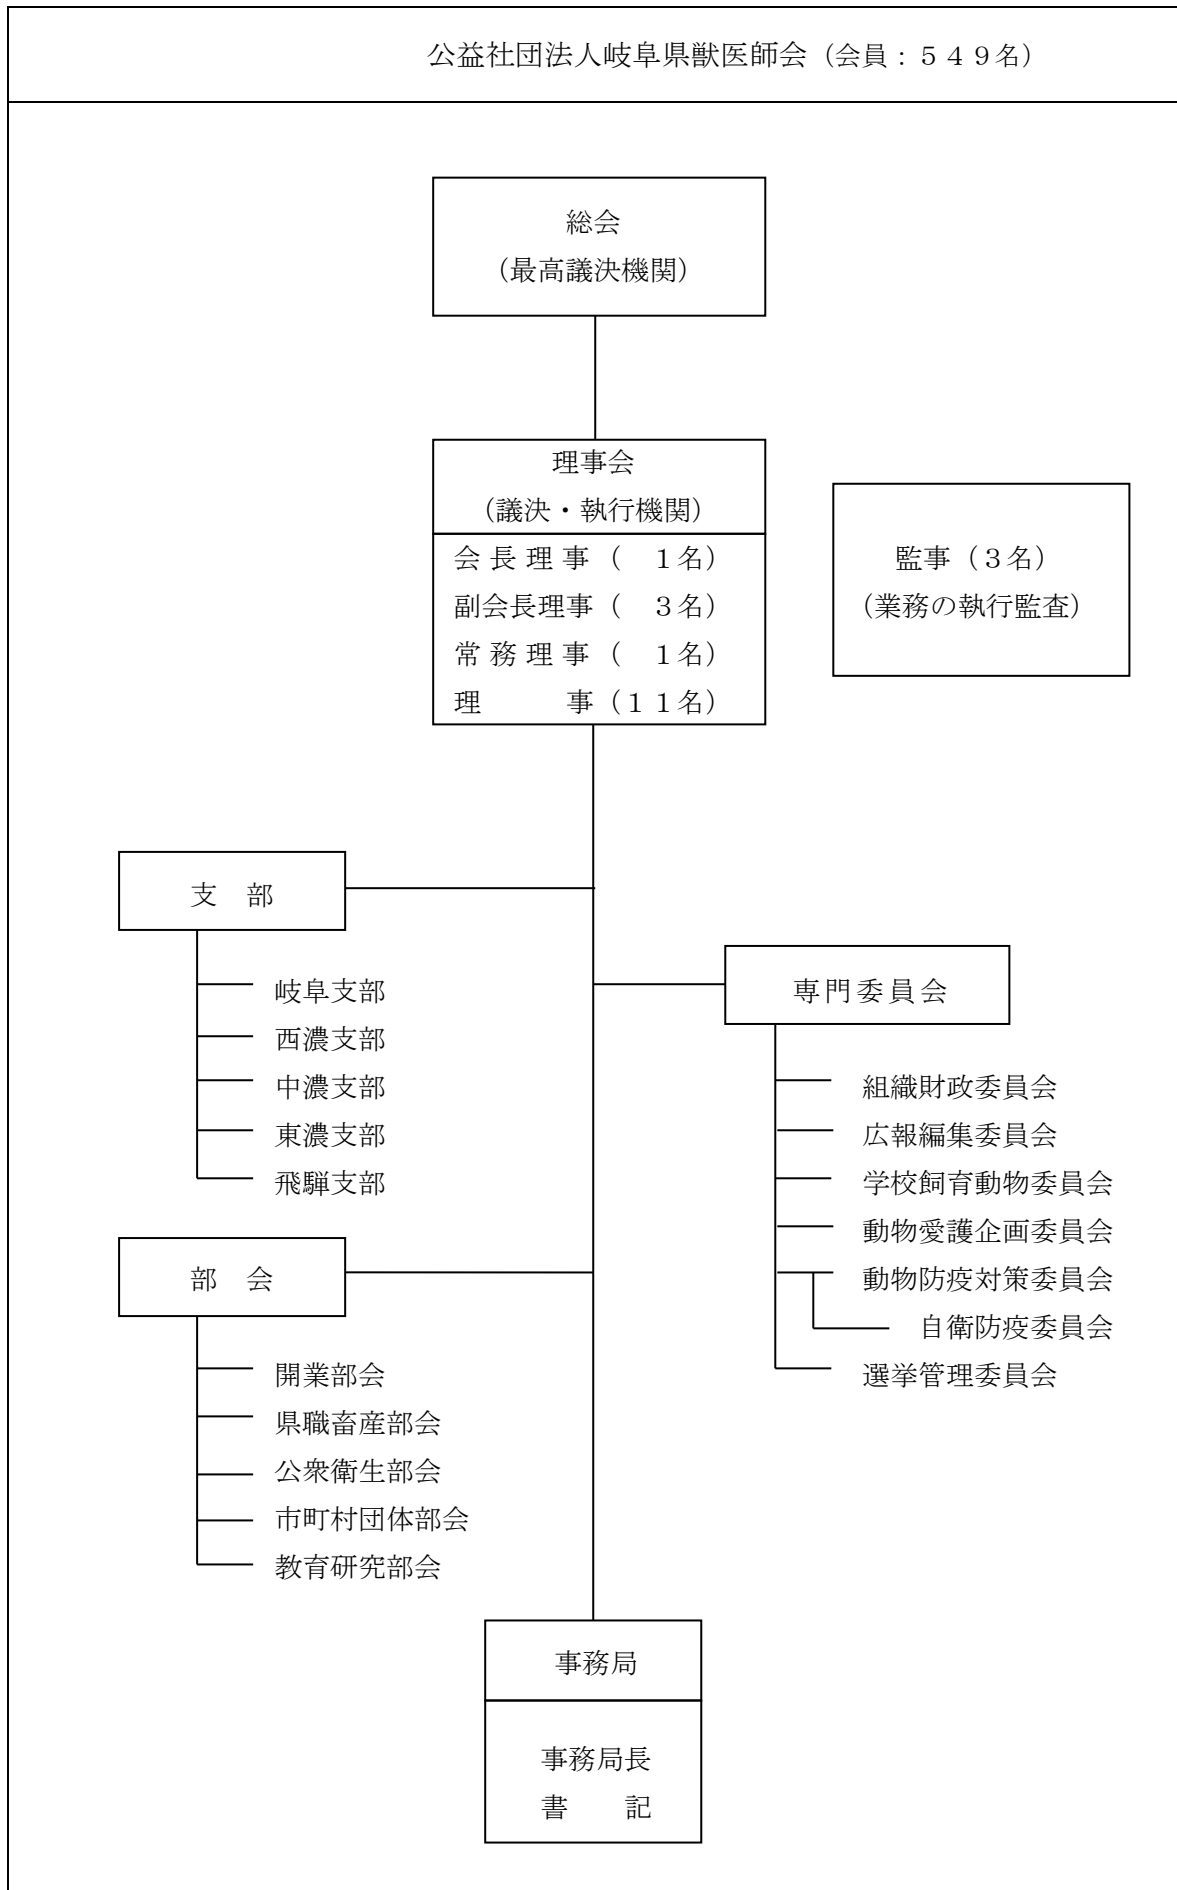 公益社団法人岐阜県獣医師会（会員：５４９名）
総会
（最高議決機関）
理事会
（議決・執行機関）
会 長 理 事（　１名）
副会長理事（　３名）
常 務 理 事（　１名）
理　　　事（１１名）
監事（３名）
（業務の執行監査）
支　部
岐阜支部
西濃支部
中濃支部
東濃支部
飛騨支部
専門委員会
組織財政委員会
広報編集委員会
学校飼育動物委員会
動物愛護企画委員会
動物防疫対策委員会
自衛防疫委員会
選挙管理委員会
部　会
開業部会
県職畜産部会
公衆衛生部会
市町村団体部会
教育研究部会
事務局
事務局長
書　　記